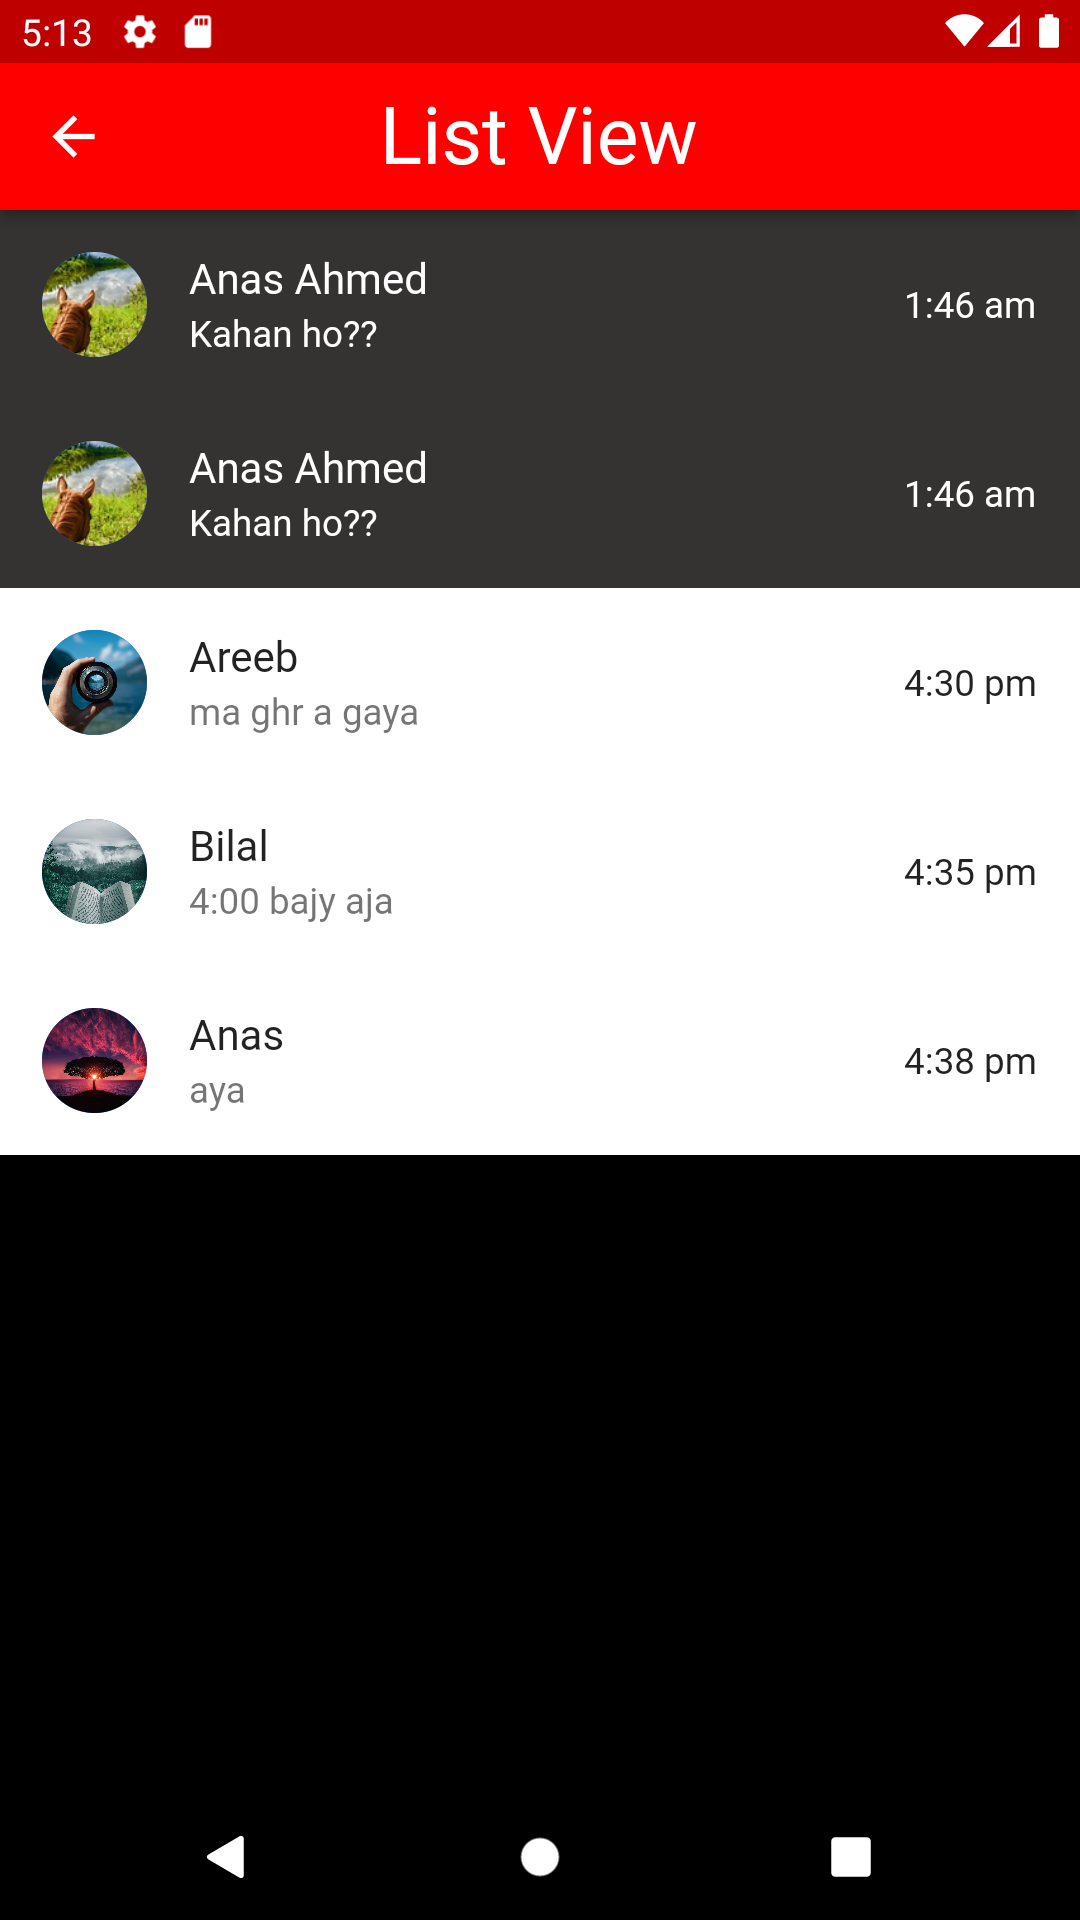 5:13
List View
Anas Ahmed
Kahan ho??
1:46 am
Anas Ahmed
Kahan ho??
1:46 am
Areeb
ma ghr a gaya
4:30 pm
Bilal
4:00 bajy aja
4:35 pm
Anas
aya
4:38 pm